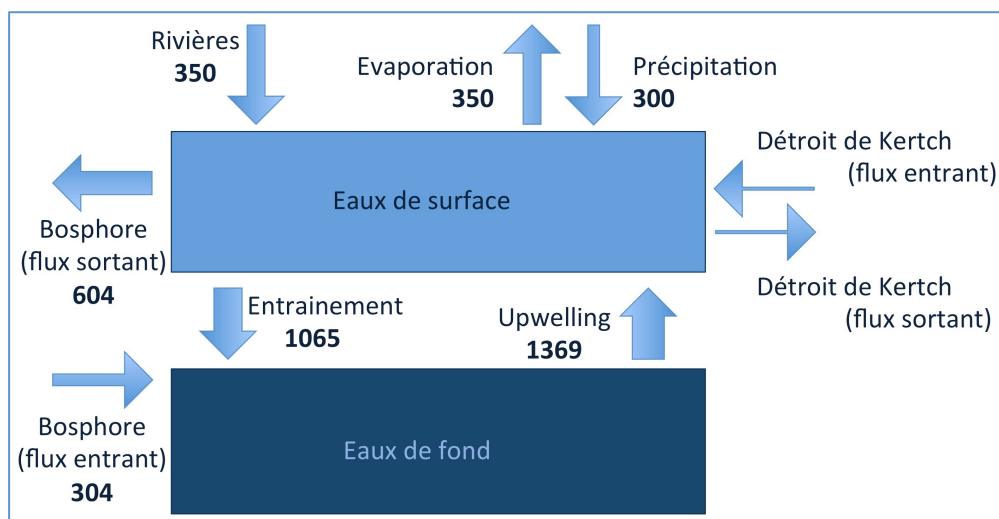 Rivières
350
Evaporation
350
Précipitation
300
Détroit de Kertch
(flux entrant)
Eaux de surface
Bosphore
(flux sortant)
604
Détroit de Kertch
(flux sortant)
Entrainement
1065
Upwelling
1369
Bosphore
(flux entrant)
304
Eaux de fond